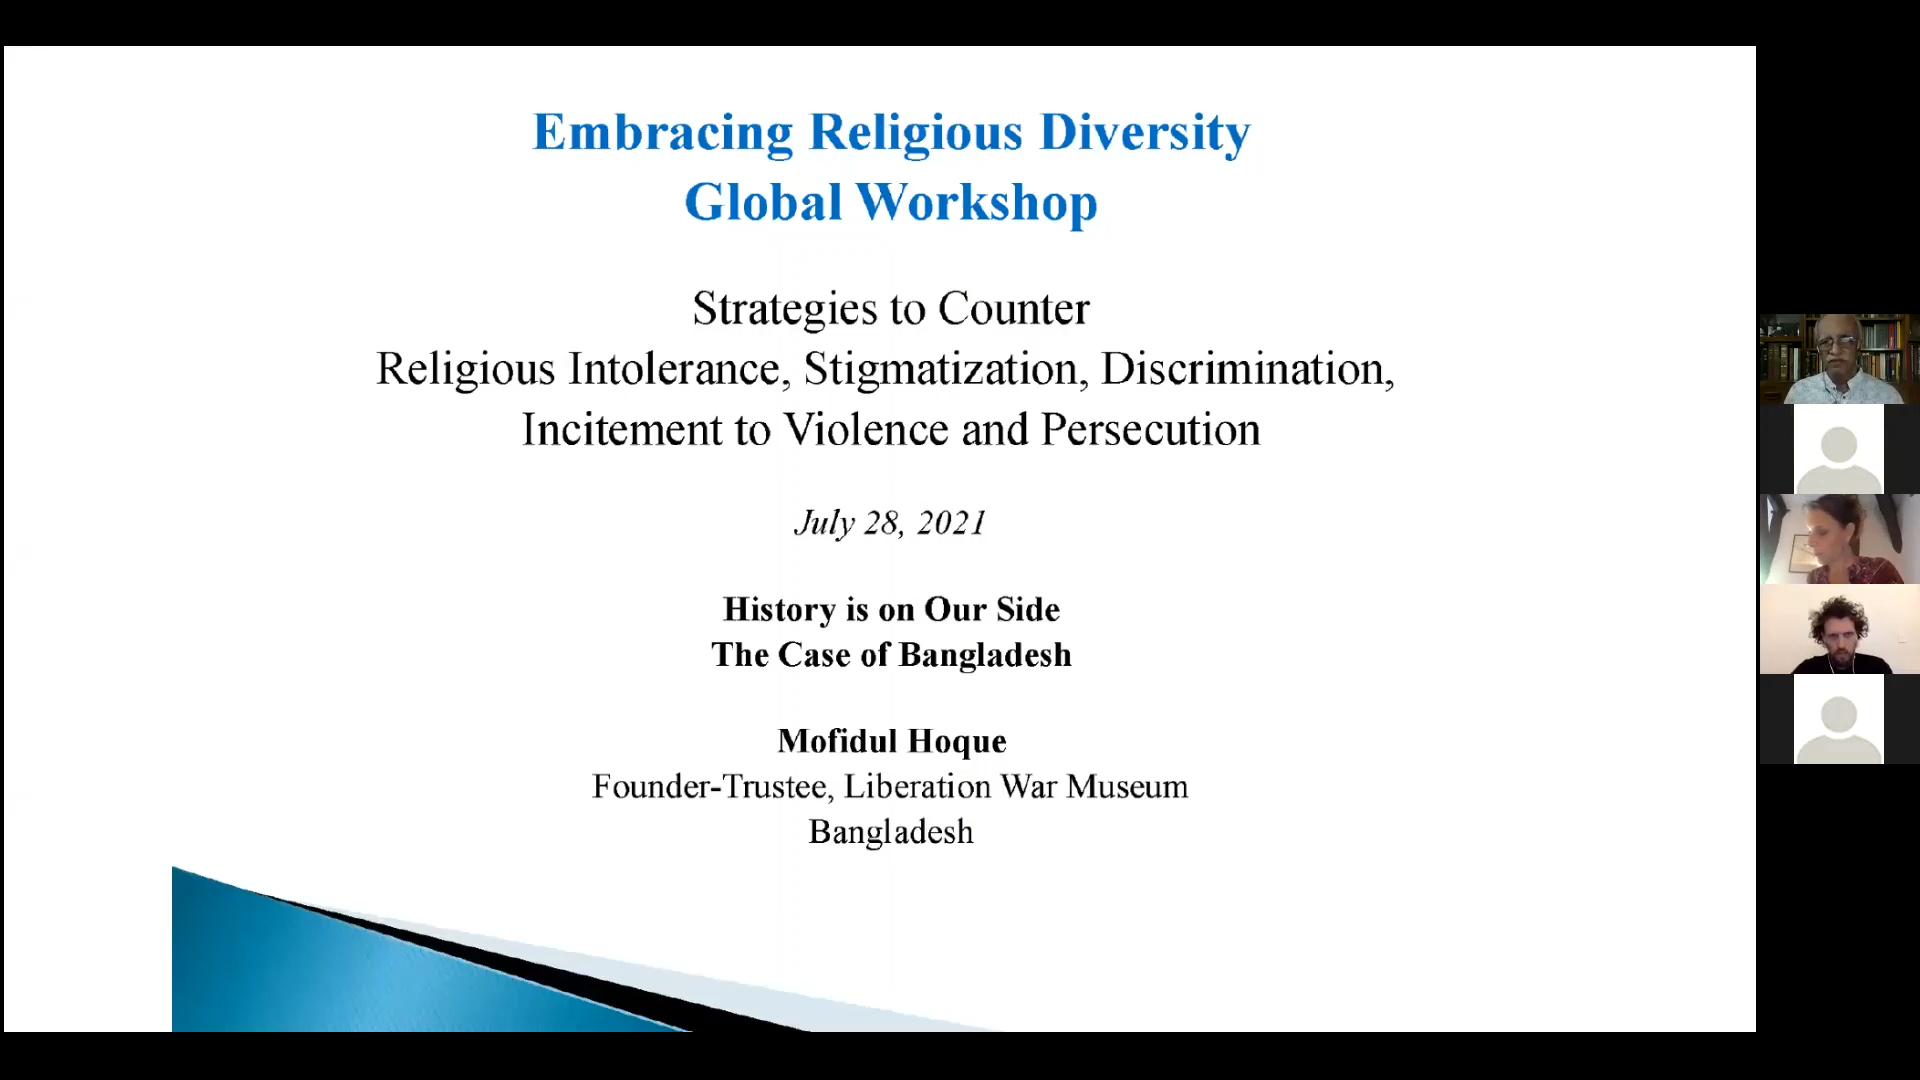 Embracing Religious Diversity
Global Workshop
Strategies to Counter
Religious Intolerance, Stigmatization, Discrimination,
Incitement to Violence and Persecution
July 28, 2021
History is on Our Side
The Case of Bangladesh
Mofidul Hoque
Founder-Trustee, Liberation War Museum
Bangladesh